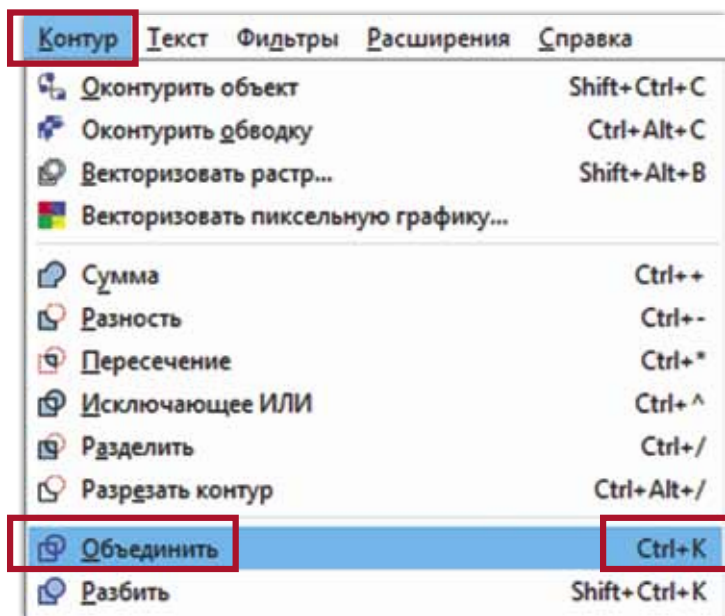 Контур Текст Фильтры Расширения Справка
Оконтурить объект Shift+Ctrl+C
Оконтурить обводку Ctrl+Alt+C
Векторизовать растр... Shift+Alt+B
Векторизовать пиксельную графику...
Сумма Ctrl++
Разность Ctrl+-
Пересечение Ctrl+*
Исключающее ИЛИ Ctrl+^
Разделить Ctrl+/
Разрезать контур Ctrl+Alt+/
Объединить Ctrl+K
Разбить Shift+Ctrl+K